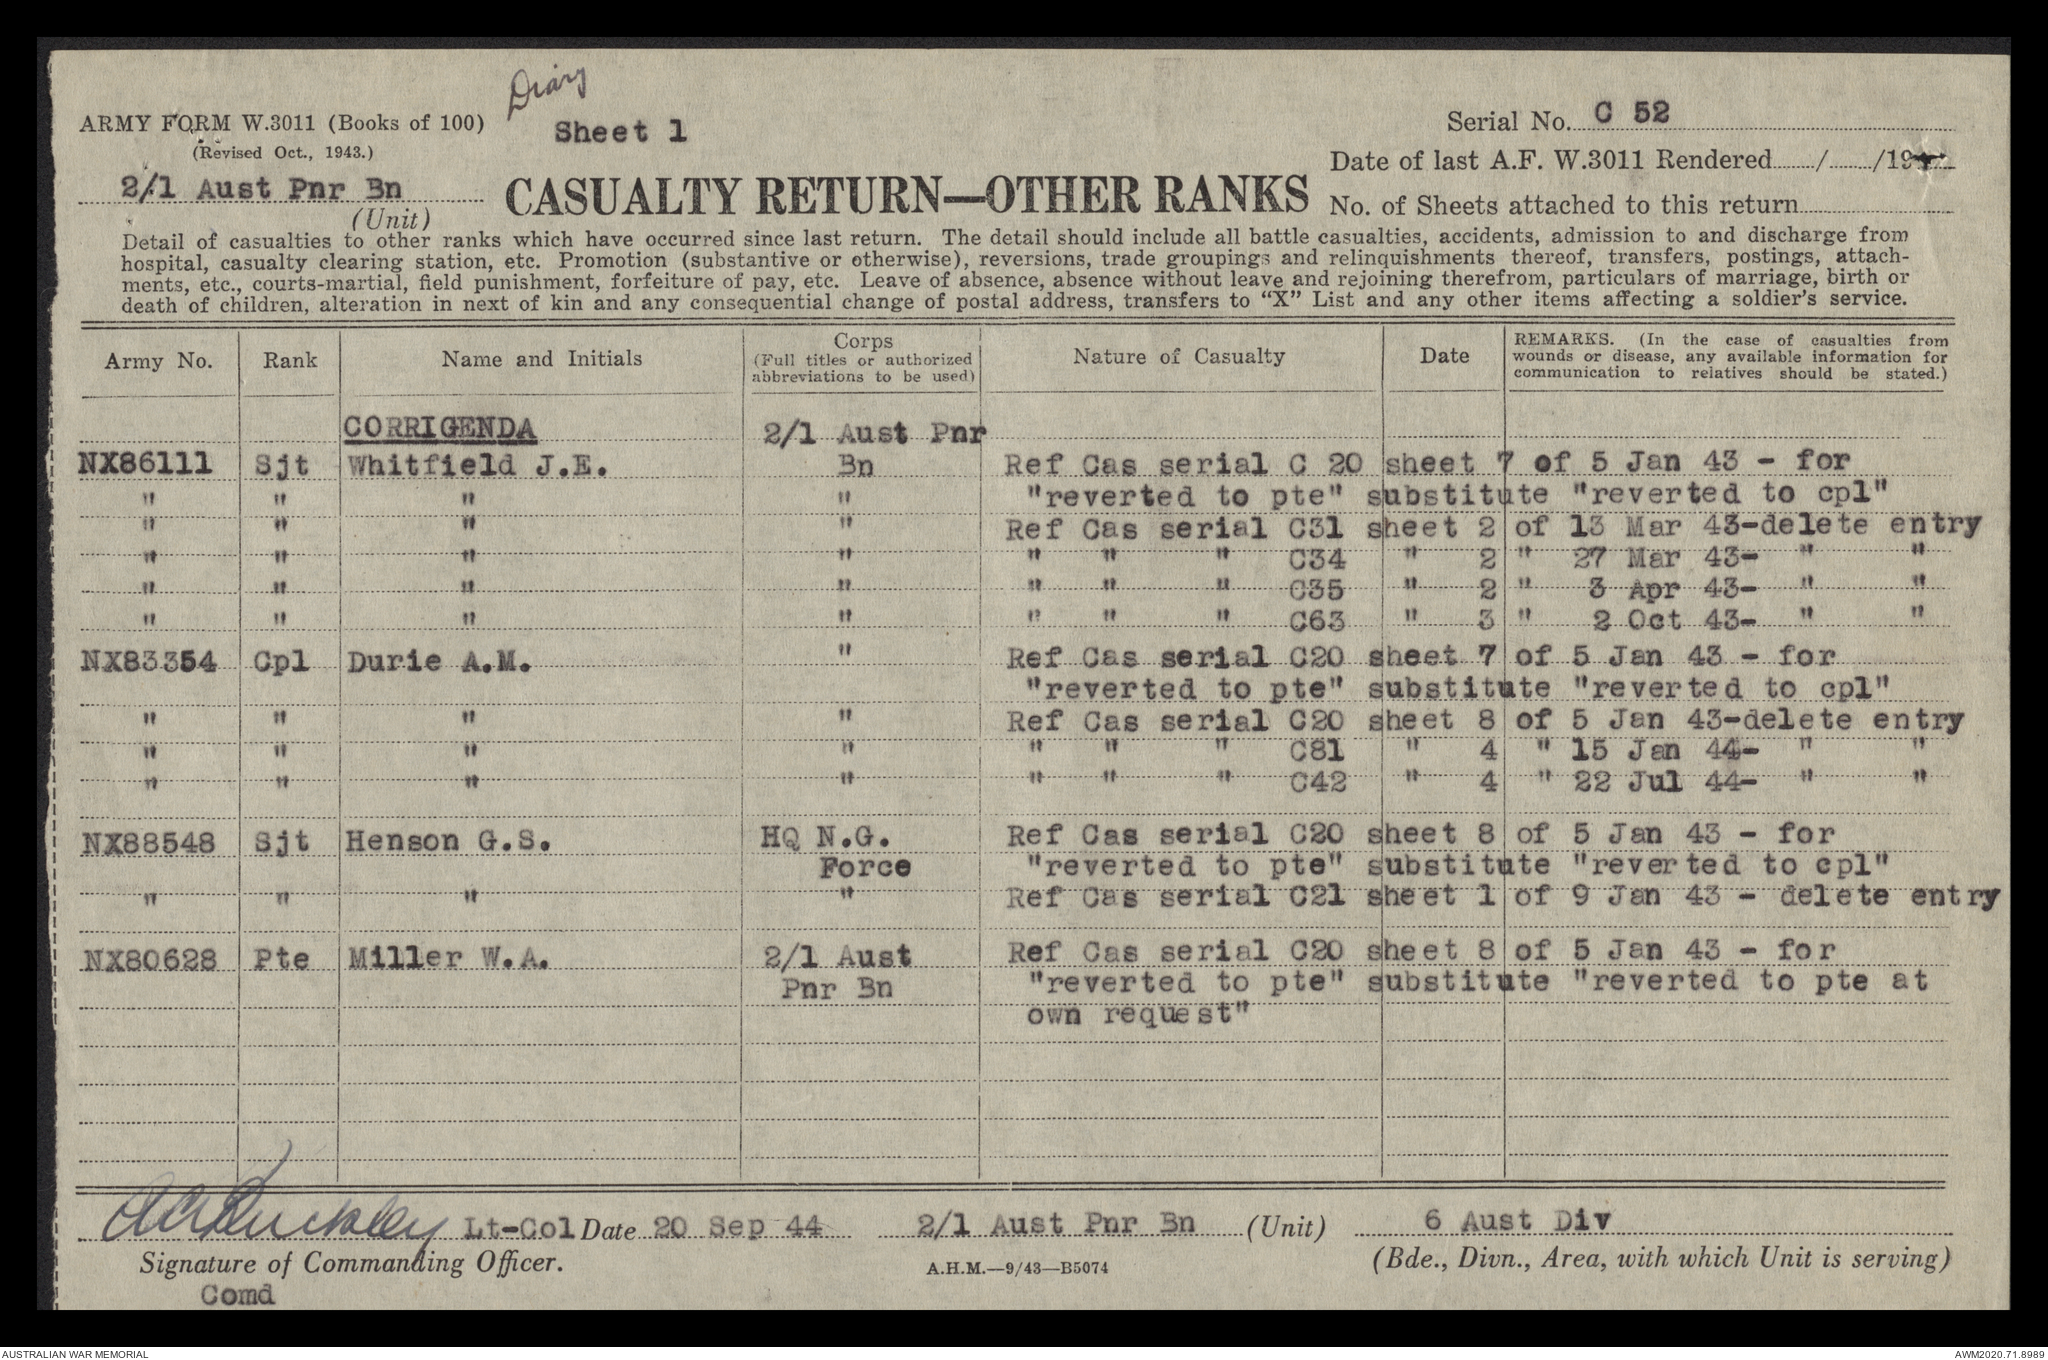 Diary
ARMY FORM W.3011 (Books of 100)
(Revised Oct., 1943.)
Sheet 1
Serial No. C 52
Date of last A.F. W.3011 Rendered / /19
2/1 Aust Pnr Bn
(Unit)
CASUALTY RETURN—OTHER RANKS
No. of Sheets attached to this return
Detail of casualties to other ranks which have occurred since last return. The detail should include all battle casualties, accidents, admission to and discharge from
hospital, casualty clearing station, etc. Promotion (substantive or otherwise), reversions, trade groupings and relinquishments thereof, transfers, postings, attach-
ments, etc., courts-martial, field punishment, forfeiture of pay, etc. Leave of absence, absence without leave and rejoining therefrom, particulars of marriage, birth or
death of children, alteration in next of kin and any consequential change of postal address, transfers to "X" List and any other items affecting a soldier's service.
Army No. Rank Name and Initials Corps (Full titles or authorized abbreviations to be used) Nature of Casualty Date REMARKS. (In the case of casualties from wounds or disease, any available information for communication to relatives should be stated.)
CORRIGENDA 2/1 Aust Pnr
NX86111 Sjt Whitfield J.E. Bn Ref Cas serial C 20 sheet 7 of 5 Jan 43 - for
" " " " "reverted to pte" substitute "reverted to cpl"
" " " " Ref Cas serial C31 sheet 2 of 13 Mar 43-delete entry
" " " " " " " C34 " 2 " 27 Mar 43- " "
" " " " " " " C35 " 2 " 3 Apr 43- " "
" " " " " " " C63 " 3 " 2 Oct 43- " "
NX83354 Cpl Durie A.M. " Ref Cas serial C20 sheet 7 of 5 Jan 43 - for
"reverted to pte" substitute "reverted to cpl"
" " " " Ref Cas serial C20 sheet 8 of 5 Jan 43-delete entry
" " " " " " " C81 " 4 " 15 Jan 44- " "
" " " " " " " C42 " 4 " 22 Jul 44- " "
NX88548 Sjt Henson G.S. HQ N.G. Ref Cas serial C20 sheet 8 of 5 Jan 43 - for
Force "reverted to pte" substitute "reverted to cpl"
" " " " Ref Cas serial C21 sheet 1 of 9 Jan 43 - delete entry
NX80628 Pte Miller W.A. 2/1 Aust Ref Cas serial C20 sheet 8 of 5 Jan 43 - for
Pnr Bn "reverted to pte" substitute "reverted to pte at
own request"
Lt-Col Date 20 Sep 44 2/1 Aust Pnr Bn (Unit) 6 Aust Div
Signature of Commanding Officer. A.H.M.—9/43—B5074 (Bde., Divn., Area, with which Unit is serving)
Comd
AUSTRALIAN WAR MEMORIAL AWM2020.71.8989